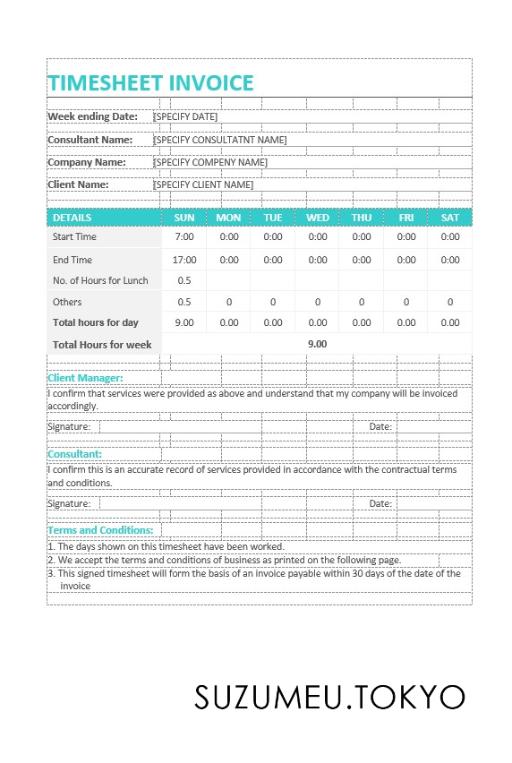 TIMESHEET INVOICE
Week ending Date: [SPECIFY DATE]
Consultant Name: [SPECIFY CONSULTATNT NAME]
Company Name: [SPECIFY COMPENY NAME]
Client Name: [SPECIFY CLIENT NAME]
DETAILS SUN MON TUE WED THU FRI SAT
Start Time 7:00 0:00 0:00 0:00 0:00 0:00 0:00
End Time 17:00 0:00 0:00 0:00 0:00 0:00 0:00
No. of Hours for Lunch 0.5
Others 0.5 0 0 0 0 0 0
Total hours for day 9.00 0.00 0.00 0.00 0.00 0.00 0.00
Total Hours for week 9.00
Client Manager:
I confirm that services were provided as above and understand that my company will be invoiced
accordingly.
Signature: Date:
Consultant:
I confirm this is an accurate record of services provided in accordance with the contractual terms
and conditions.
Signature: Date:
Terms and Conditions:
1. The days shown on this timesheet have been worked.
2. We accept the terms and conditions of business as printed on the following page.
3. This signed timesheet will form the basis of an invoice payable within 30 days of the date of the
invoice
SUZUMEU.TOKYO